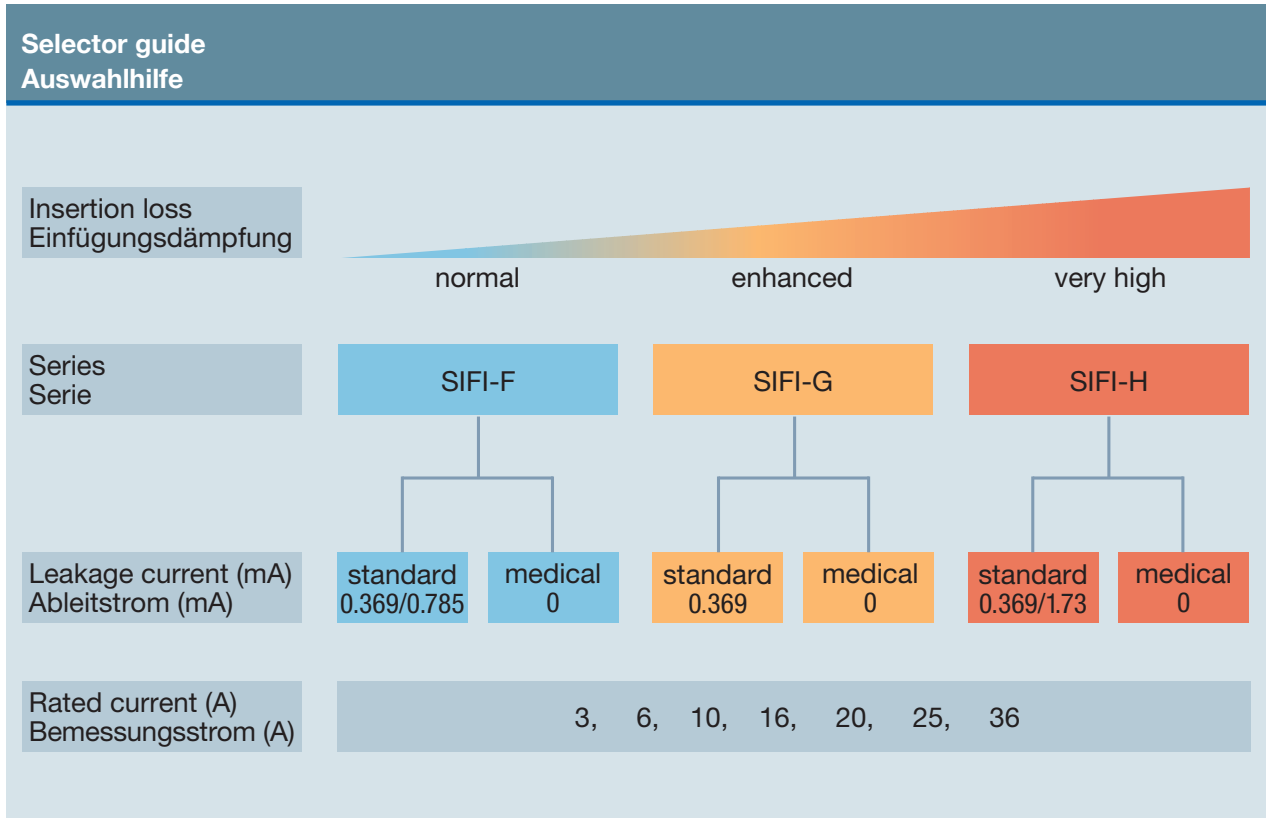 Selector guide
Auswahlhilfe
Insertion loss
Einfügungsdämpfung
normal enhanced very high
Series
Serie
SIFI-F SIFI-G SIFI-H
Leakage current (mA)
Ableitstrom (mA)
standard
0.369/0.785
medical
0
standard
0.369
medical
0
standard
0.369/1.73
medical
0
Rated current (A)
Bemessungsstrom (A)
3, 6, 10, 16, 20, 25, 36